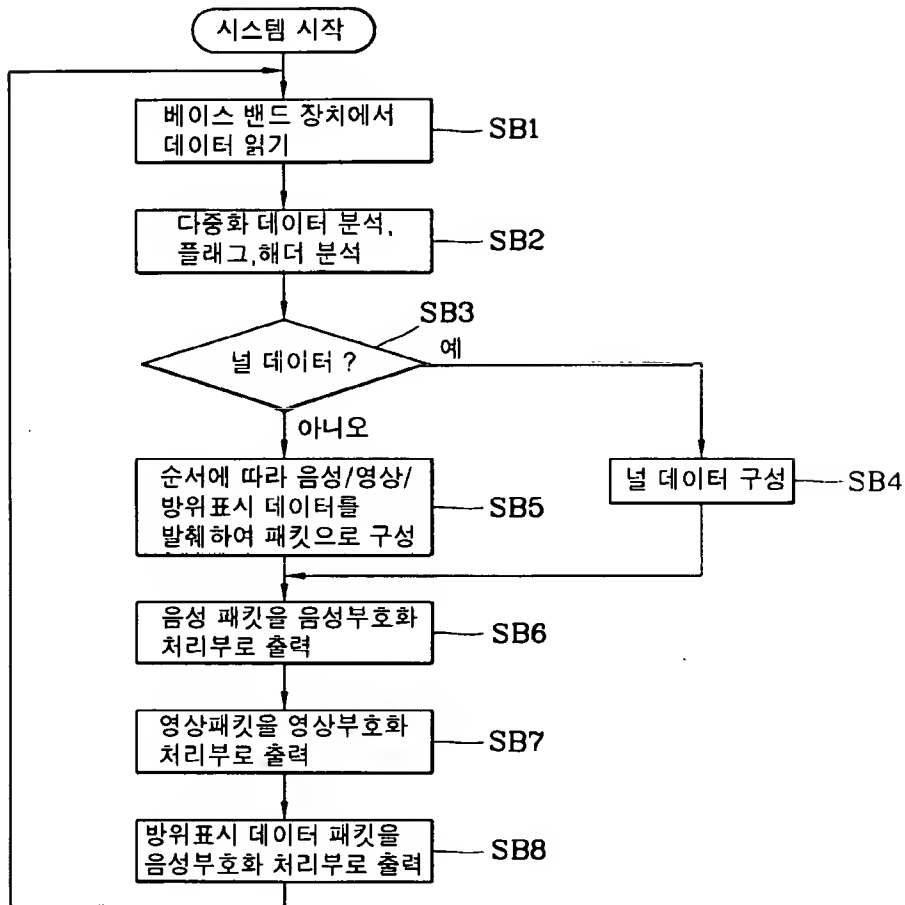 시스템 시작
베이스 밴드 장치에서
데이터 읽기
SB1
다중화 데이터 분석,
플래그,해더 분석
SB2
SB3
널 데이터 ?
예
아니오
순서에 따라 음성/영상/
방위표시 데이터를
발췌하여 패킷으로 구성
SB5
널 데이터 구성
SB4
음성 패킷을 음성부호화
처리부로 출력
SB6
영상패킷을 영상부호화
처리부로 출력
SB7
방위표시 데이터 패킷을
음성부호화 처리부로 출력
SB8